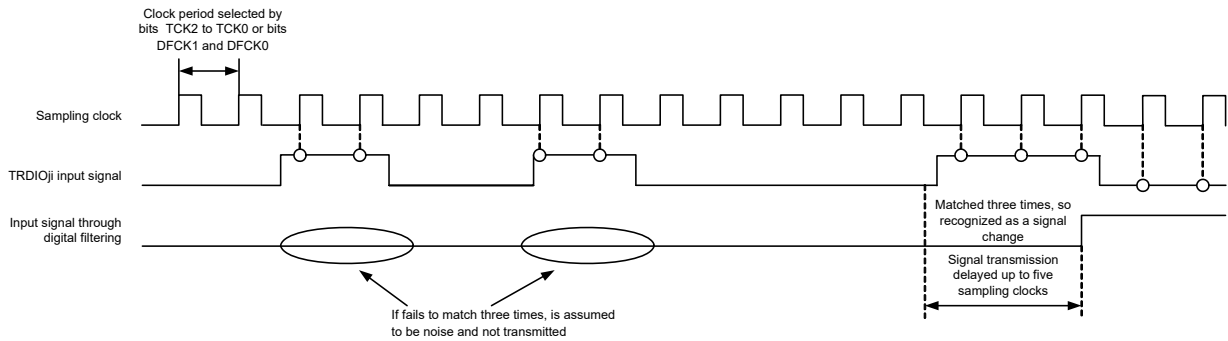 Clock period selected by
bits TCK2 to TCK0 or bits
DFCK1 and DFCK0
Sampling clock
TRDIOji input signal
Input signal through
digital filtering
Matched three times, so
recognized as a signal
change
Signal transmission
delayed up to five
sampling clocks
If fails to match three times, is assumed
to be noise and not transmitted